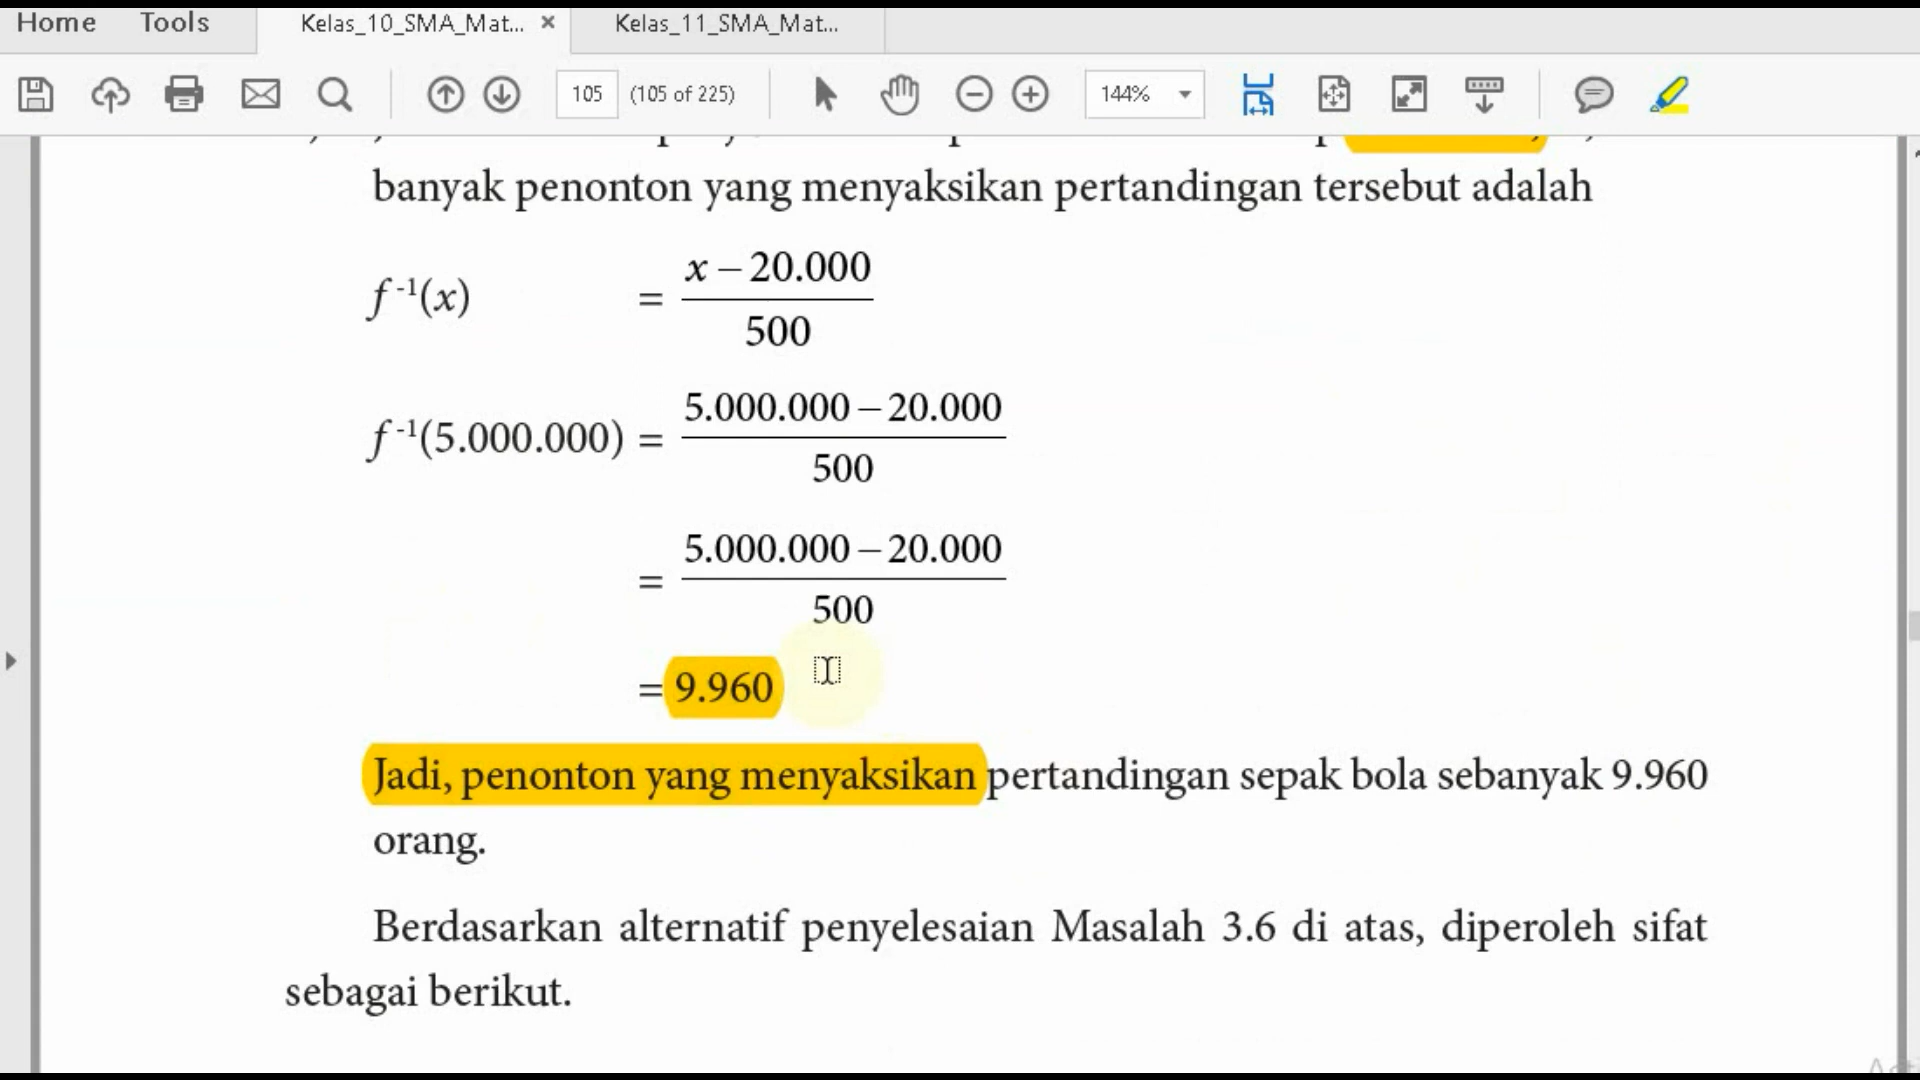 Home Tools Kelas_10_SMA_Mat... × Kelas_11_SMA_Mat...
105 (105 of 225) 144%
banyak penonton yang menyaksikan pertandingan tersebut adalah
f⁻¹(x) = (x – 20.000) / 500
f⁻¹(5.000.000) = (5.000.000 – 20.000) / 500
= (5.000.000 – 20.000) / 500
= 9.960
Jadi, penonton yang menyaksikan pertandingan sepak bola sebanyak 9.960
orang.
Berdasarkan alternatif penyelesaian Masalah 3.6 di atas, diperoleh sifat
sebagai berikut.